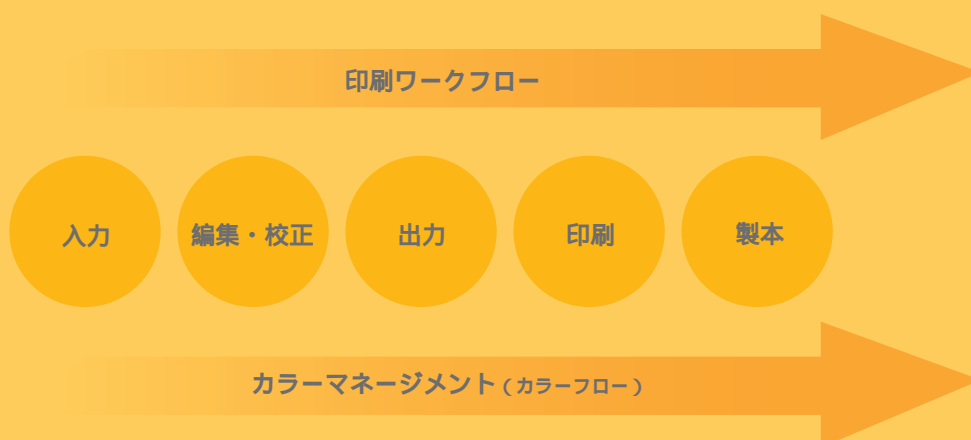 印刷ワークフロー
入力
編集・校正
出力
印刷
製本
カラーマネージメント(カラーフロー)